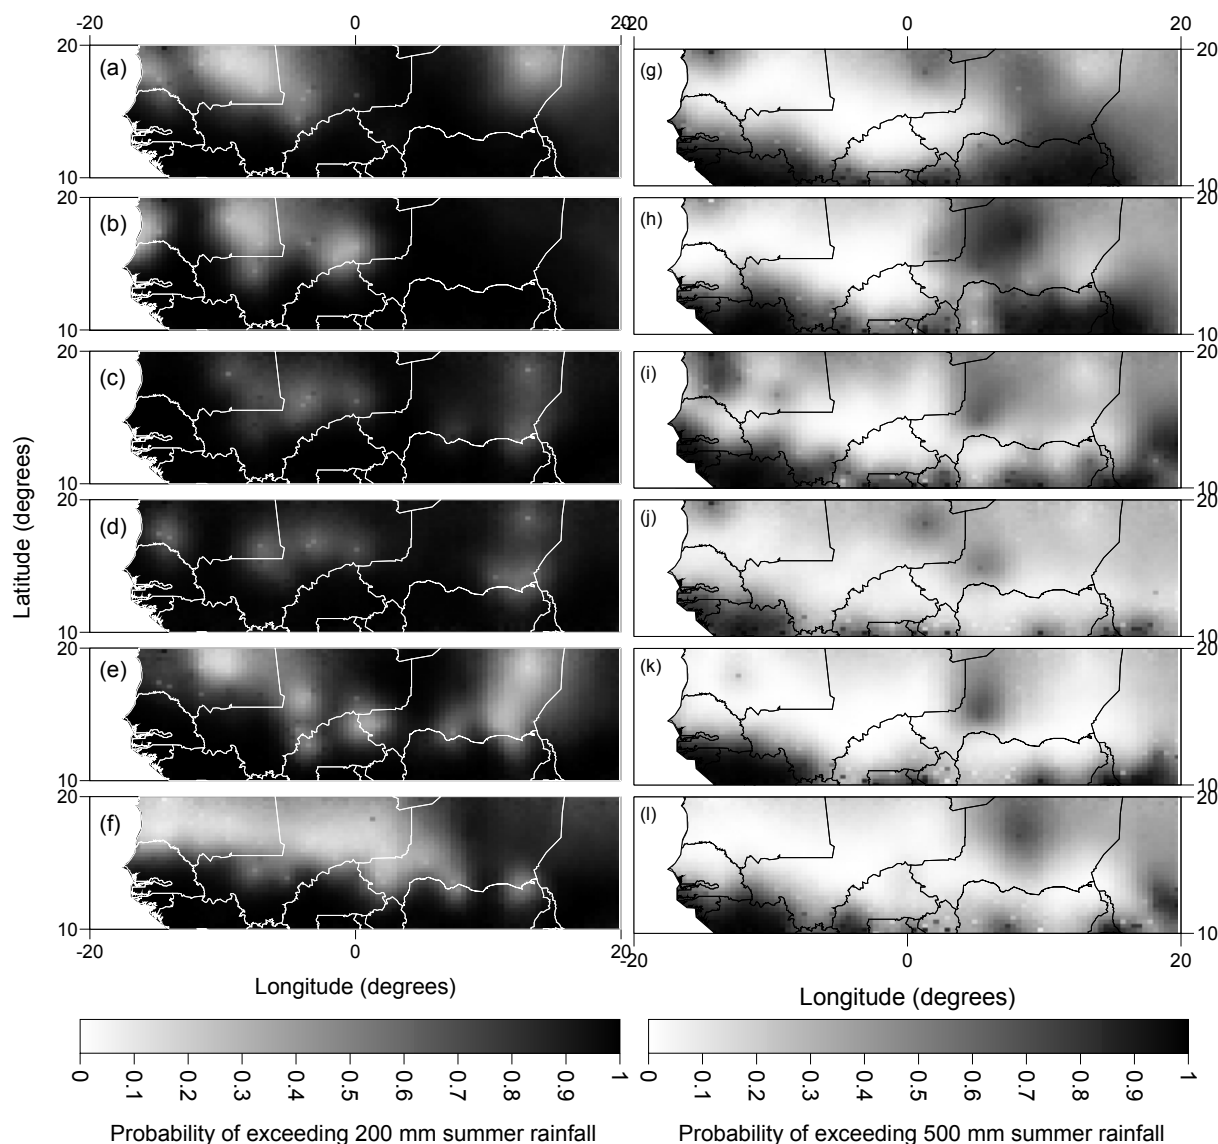 -20 0 20 -20 0 20
20 (a) (g) 20
10 10
20 (b) (h) 20
10 10
20 (c) (i) 20
10 10
20 (d) (j) 20
10 10
20 (e) (k) 20
10 10
20 (f) (l) 20
10 10
Latitude (degrees)
-20 0 20 -20 0 20
Longitude (degrees) Longitude (degrees)
0 0.1 0.2 0.3 0.4 0.5 0.6 0.7 0.8 0.9 1 0 0.1 0.2 0.3 0.4 0.5 0.6 0.7 0.8 0.9 1
Probability of exceeding 200 mm summer rainfall Probability of exceeding 500 mm summer rainfall